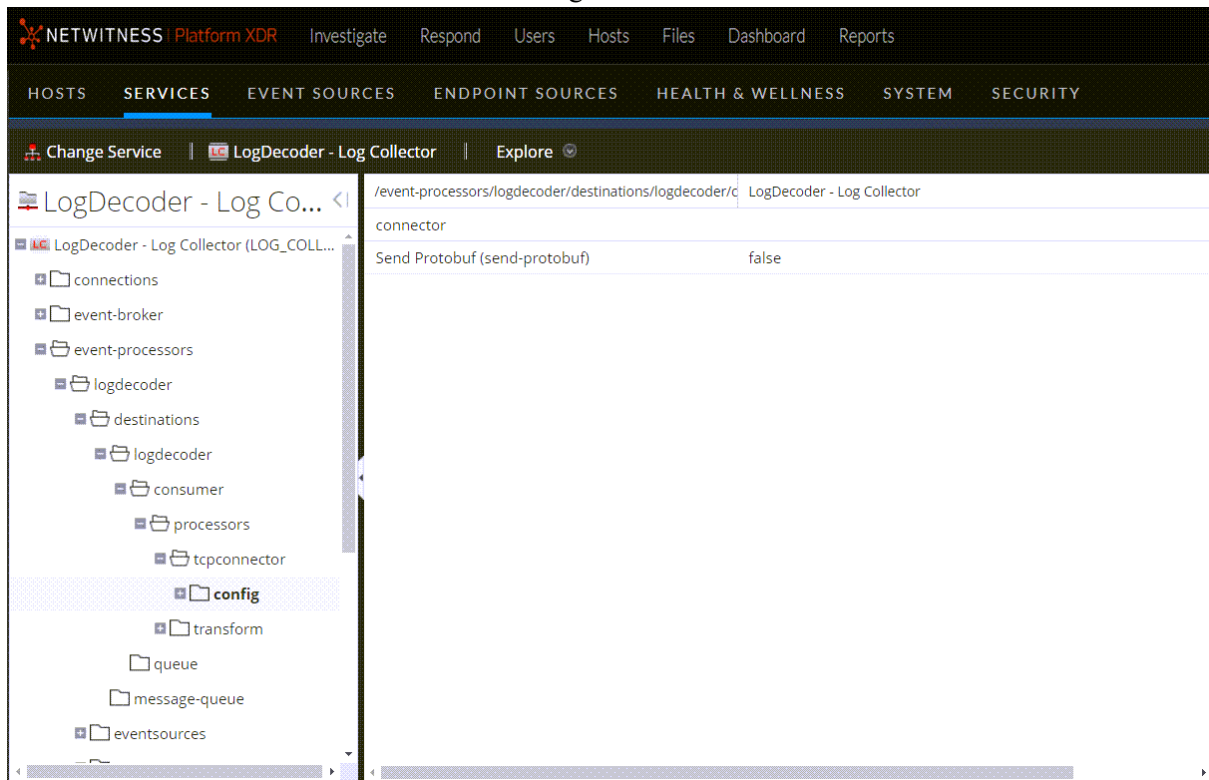 NETWITNESS Platform XDR Investigate Respond Users Hosts Files Dashboard Reports
HOSTS SERVICES EVENT SOURCES ENDPOINT SOURCES HEALTH & WELLNESS SYSTEM SECURITY
Change Service LC LogDecoder - Log Collector Explore
LogDecoder - Log Co...
LC LogDecoder - Log Collector (LOG_COLL...
connections
event-broker
event-processors
logdecoder
destinations
logdecoder
consumer
processors
tcpconnector
config
transform
queue
message-queue
eventsources
/event-processors/logdecoder/destinations/logdecoder/c LogDecoder - Log Collector
connector
Send Protobuf (send-protobuf) false